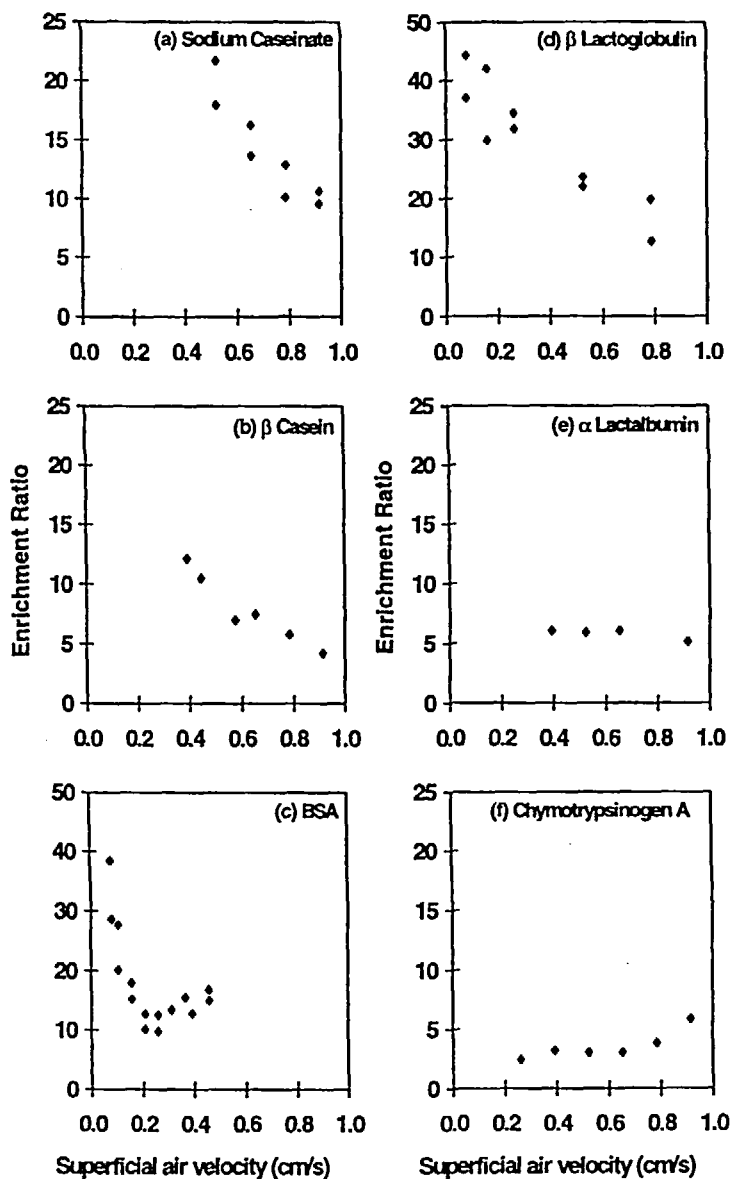 (a) Sodium Caseinate
25
20
15
10
5
0
0.0 0.2 0.4 0.6 0.8 1.0
(d) β Lactoglobulin
50
40
30
20
10
0
0.0 0.2 0.4 0.6 0.8 1.0
(b) β Casein
25
20
15
10
5
0
0.0 0.2 0.4 0.6 0.8 1.0
Enrichment Ratio
(e) α Lactalbumin
25
20
15
10
5
0
0.0 0.2 0.4 0.6 0.8 1.0
Enrichment Ratio
(c) BSA
50
40
30
20
10
0
0.0 0.2 0.4 0.6 0.8 1.0
Superficial air velocity (cm/s)
(f) Chymotrypsinogen A
25
20
15
10
5
0
0.0 0.2 0.4 0.6 0.8 1.0
Superficial air velocity (cm/s)